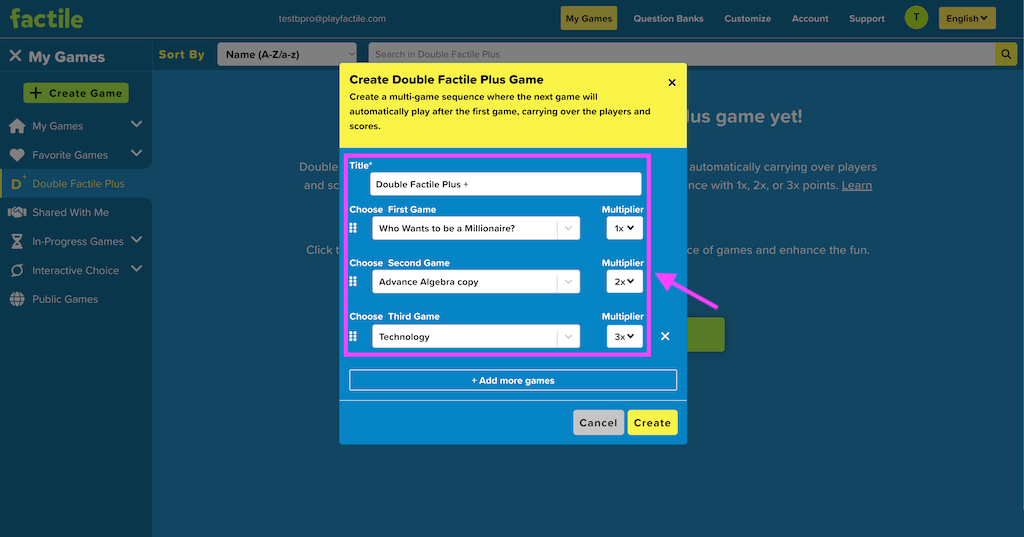 factile
testbpro@playfactile.com
My Games
Question Banks
Customize
Account
Support
T
English
My Games
Sort By
Name (A-Z/a-z)
Search in Double Factile Plus
+ Create Game
My Games
Favorite Games
D+ Double Factile Plus
Shared With Me
In-Progress Games
Interactive Choice
Public Games
Create Double Factile Plus Game
Create a multi-game sequence where the next game will
automatically play after the first game, carrying over the players and
scores.
Title*
Double Factile Plus +
Choose First Game
Multiplier
Who Wants to be a Millionaire?
1x
Choose Second Game
Multiplier
Advance Algebra copy
2x
Choose Third Game
Multiplier
Technology
3x
+ Add more games
Cancel
Create
lus game yet!
Double
automatically carrying over players
and sc
nce with 1x, 2x, or 3x points. Learn
Click t
ce of games and enhance the fun.